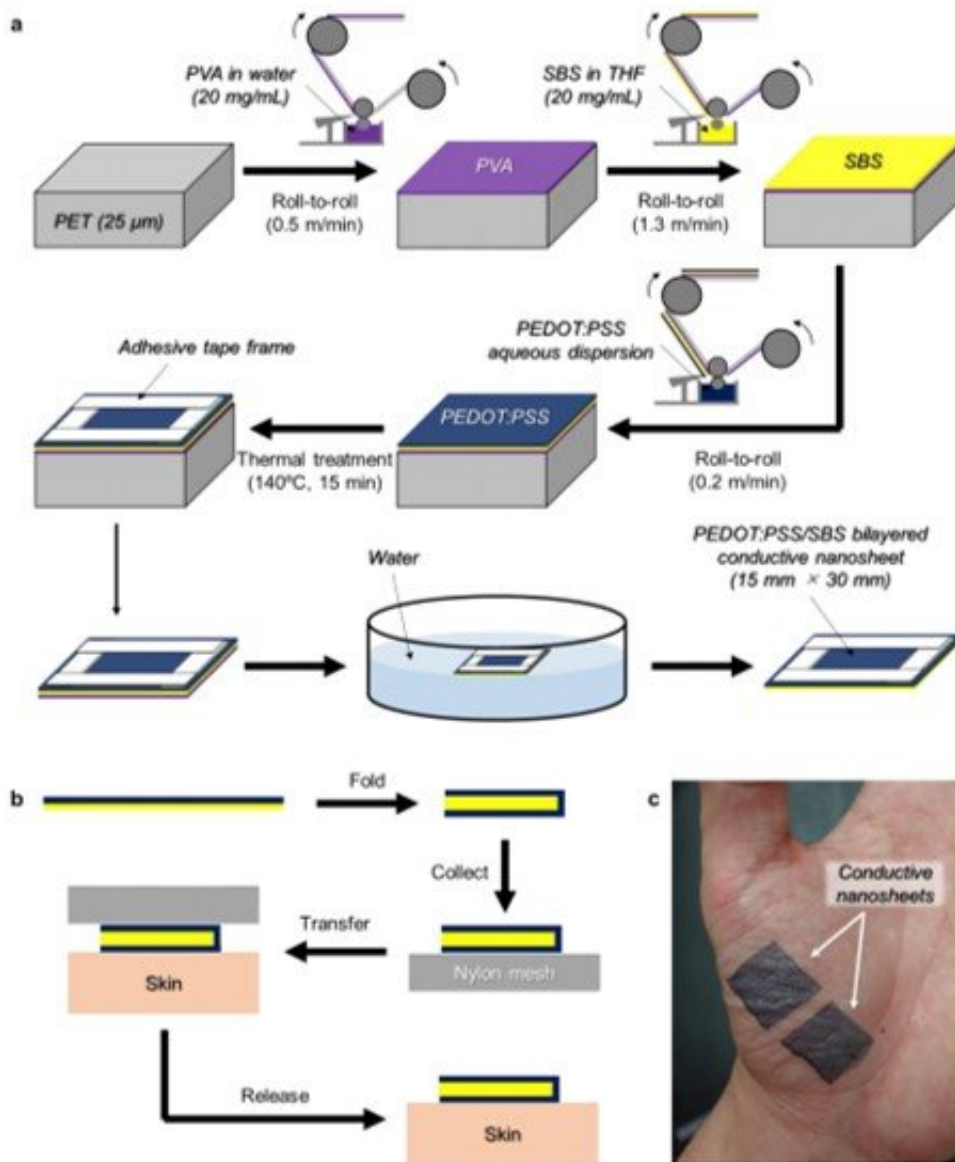 a
PVA in water
(20 mg/mL)
SBS in THF
(20 mg/mL)
PET (25 μm)
Roll-to-roll
(0.5 m/min)
PVA
Roll-to-roll
(1.3 m/min)
SBS
Adhesive tape frame
PEDOT:PSS
aqueous dispersion
Thermal treatment
(140°C, 15 min)
PEDOT:PSS
Roll-to-roll
(0.2 m/min)
Water
PEDOT:PSS/SBS bilayered
conductive nanosheet
(15 mm × 30 mm)
b
Fold
Collect
Transfer
Nylon mesh
Skin
Release
Skin
c
Conductive
nanosheets